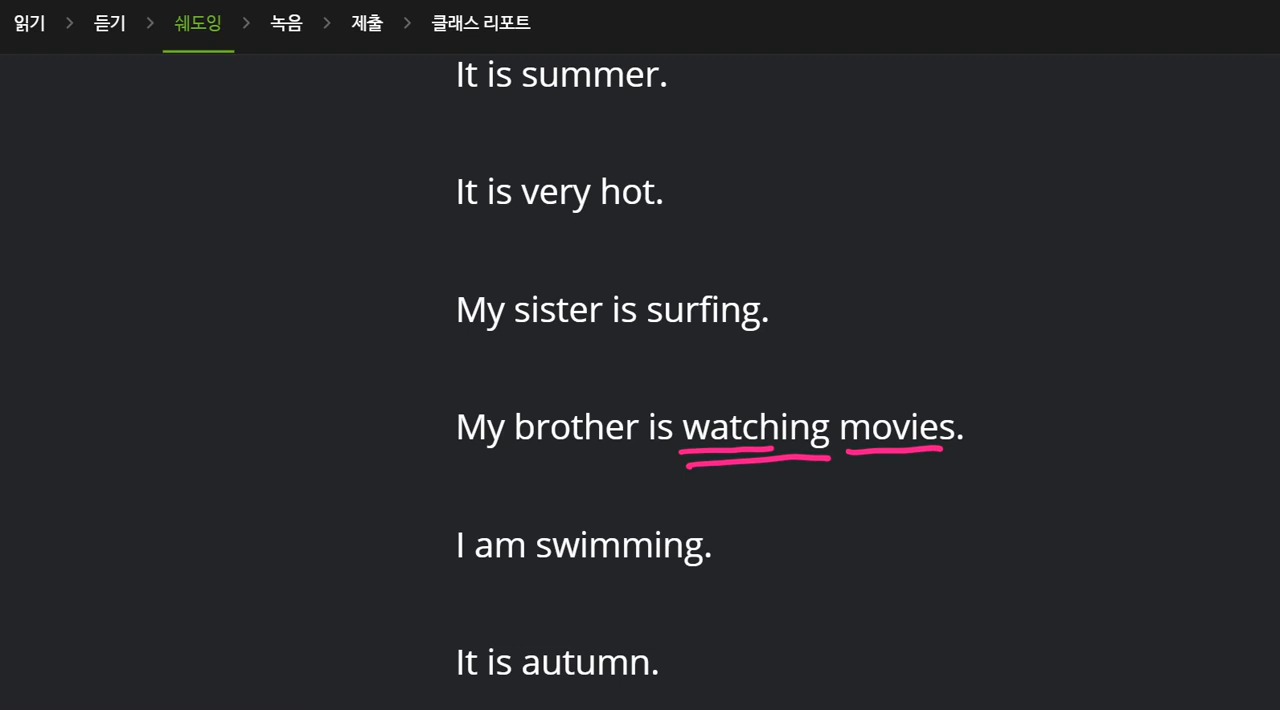 읽기 > 듣기 > 쉐도잉 > 녹음 > 제출 > 클래스 리포트
It is summer.
It is very hot.
My sister is surfing.
My brother is watching movies.
I am swimming.
It is autumn.